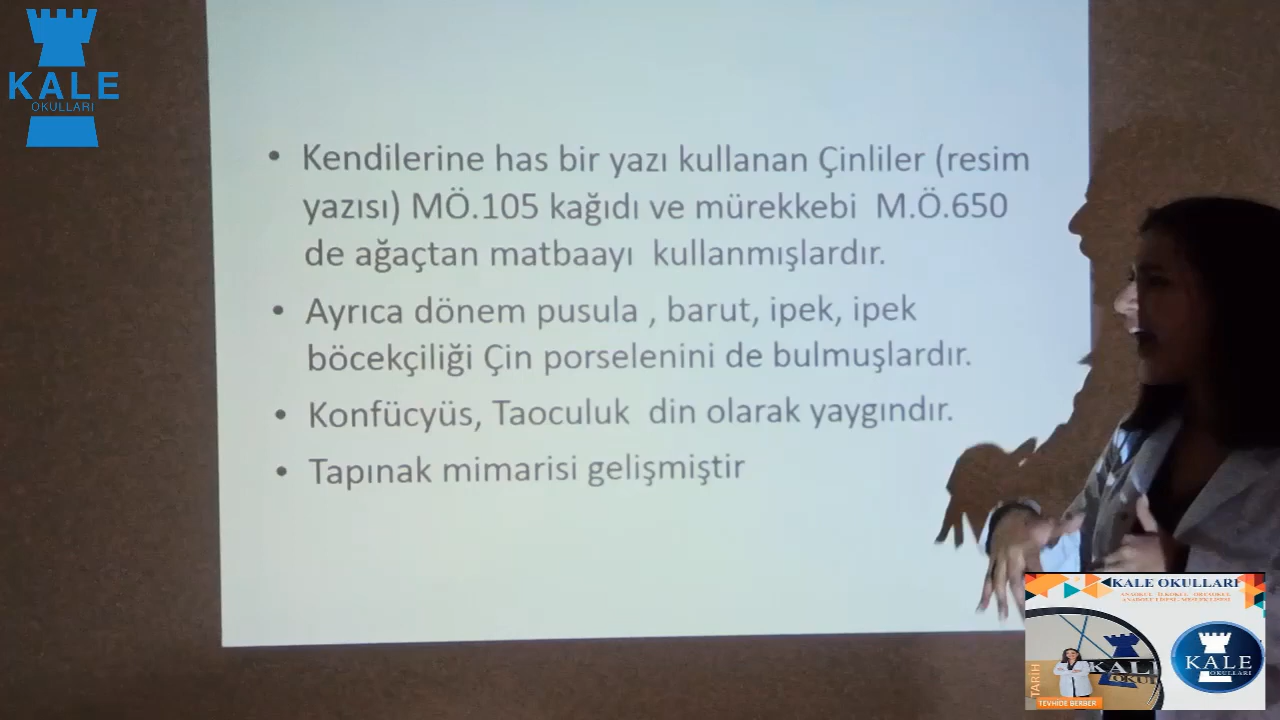 KALE
OKULLARI
• Kendilerine has bir yazı kullanan Çinliler (resim
yazısı) MÖ.105 kağıdı ve mürekkebi M.Ö.650
de ağaçtan matbaayı kullanmışlardır.
• Ayrıca dönem pusula , barut, ipek, ipek
böcekçiliği Çin porselenini de bulmuşlardır.
• Konfücyüs, Taoculuk din olarak yaygındır.
• Tapınak mimarisi gelişmiştir
KALE OKULLARI
TARİH
TEVHİDE BERBER
KALE
OKULLARI